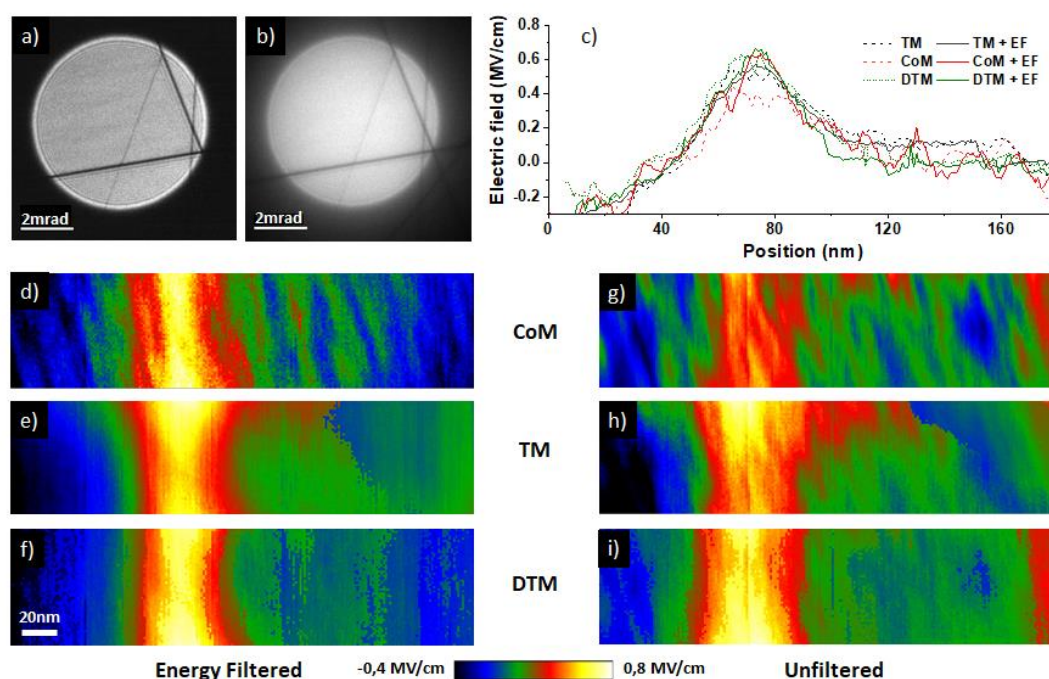 a)
b)
c)
2mrad
2mrad
Electric field (MV/cm)
0.8
0.6
0.4
0.2
0.0
-0.2
TM
TM + EF
CoM
CoM + EF
DTM
DTM + EF
0
40
80
120
160
Position (nm)
d)
CoM
g)
e)
TM
h)
f)
DTM
i)
20nm
Energy Filtered
-0,4 MV/cm
0,8 MV/cm
Unfiltered